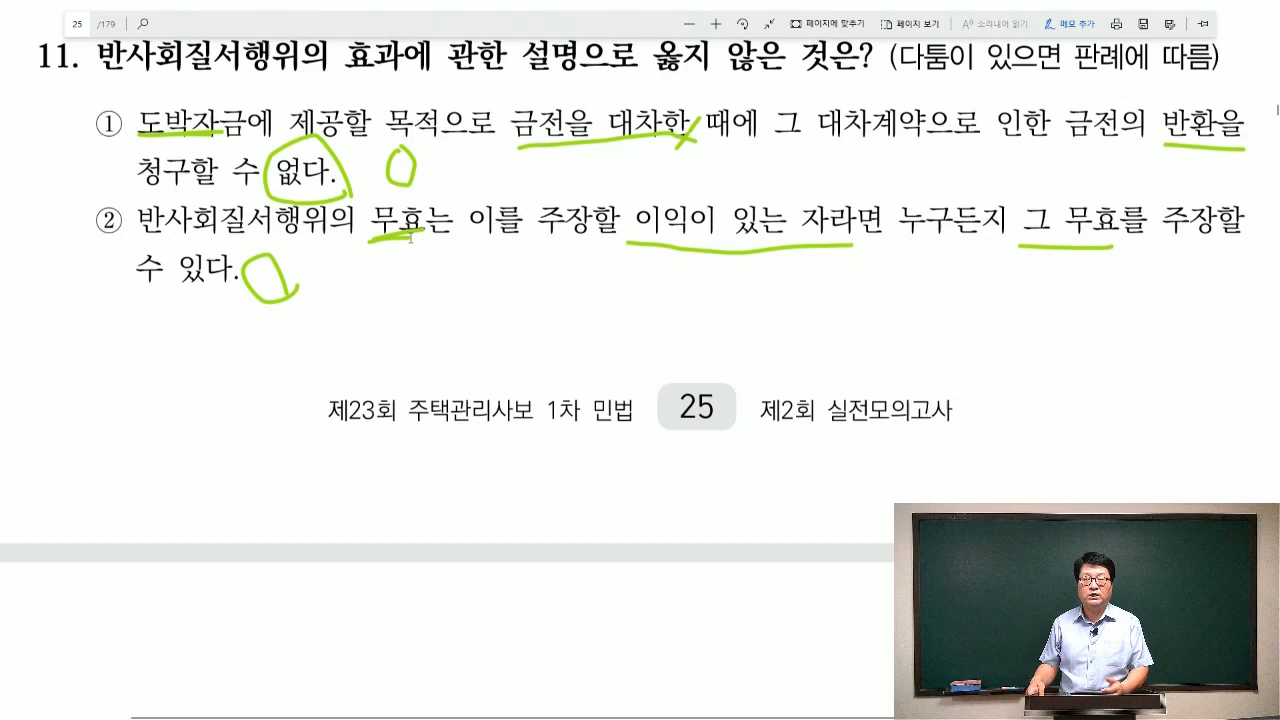 25 /179 페이지에 맞추기 페이지 보기 소리내어 읽기 메모 추가
11. 반사회질서행위의 효과에 관한 설명으로 옳지 않은 것은? (다툼이 있으면 판례에 따름)
① 도박자금에 제공할 목적으로 금전을 대차한 때에 그 대차계약으로 인한 금전의 반환을
청구할 수 없다.
② 반사회질서행위의 무효는 이를 주장할 이익이 있는 자라면 누구든지 그 무효를 주장할
수 있다.
제23회 주택관리사보 1차 민법 25 제2회 실전모의고사